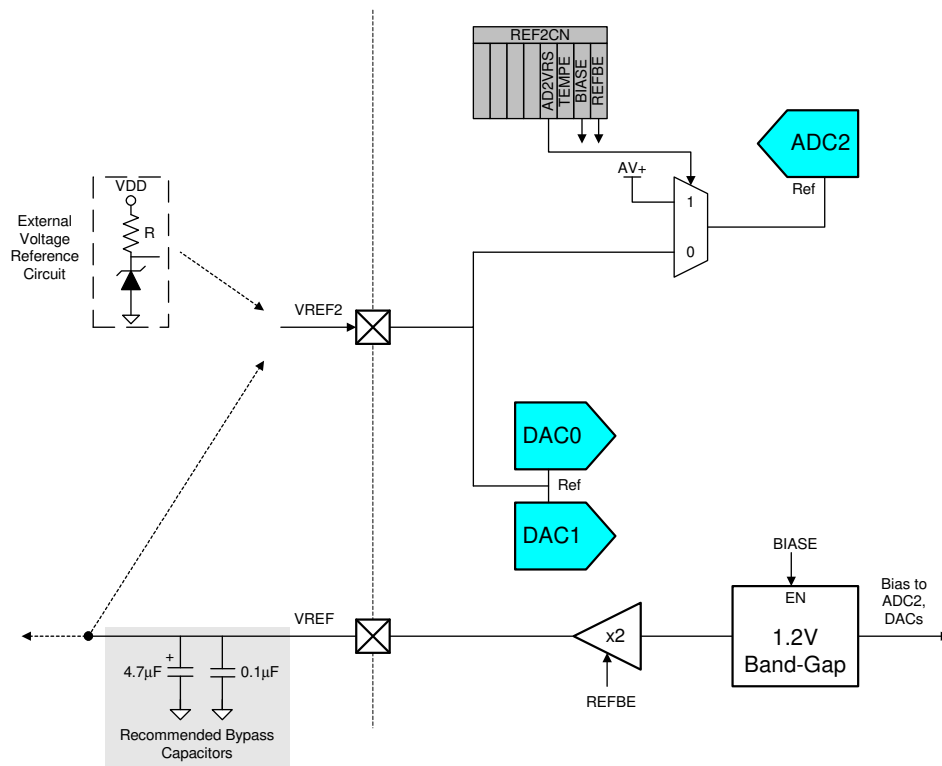 REF2CN
AD2VRS
TEMPE
BIASE
REFBE
ADC2
Ref
AV+
1
0
VDD
R
External
Voltage
Reference
Circuit
VREF2
DAC0
Ref
DAC1
BIASE
EN
1.2V
Band-Gap
Bias to
ADC2,
DACs
x2
REFBE
VREF
+
4.7µF
0.1µF
Recommended Bypass
Capacitors